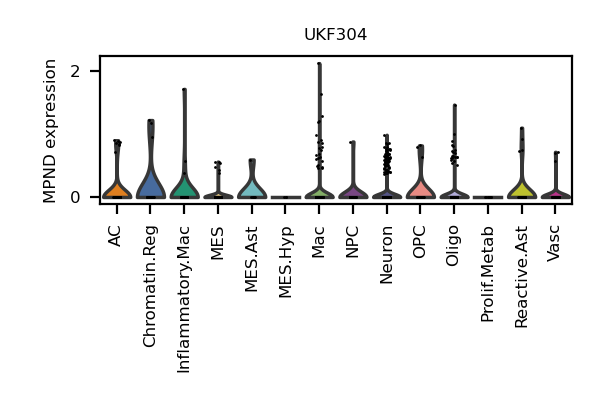 UKF304
MPND expression
2
0
AC
Chromatin.Reg
Inflammatory.Mac
MES
MES.Ast
MES.Hyp
Mac
NPC
Neuron
OPC
Oligo
Prolif.Metab
Reactive.Ast
Vasc